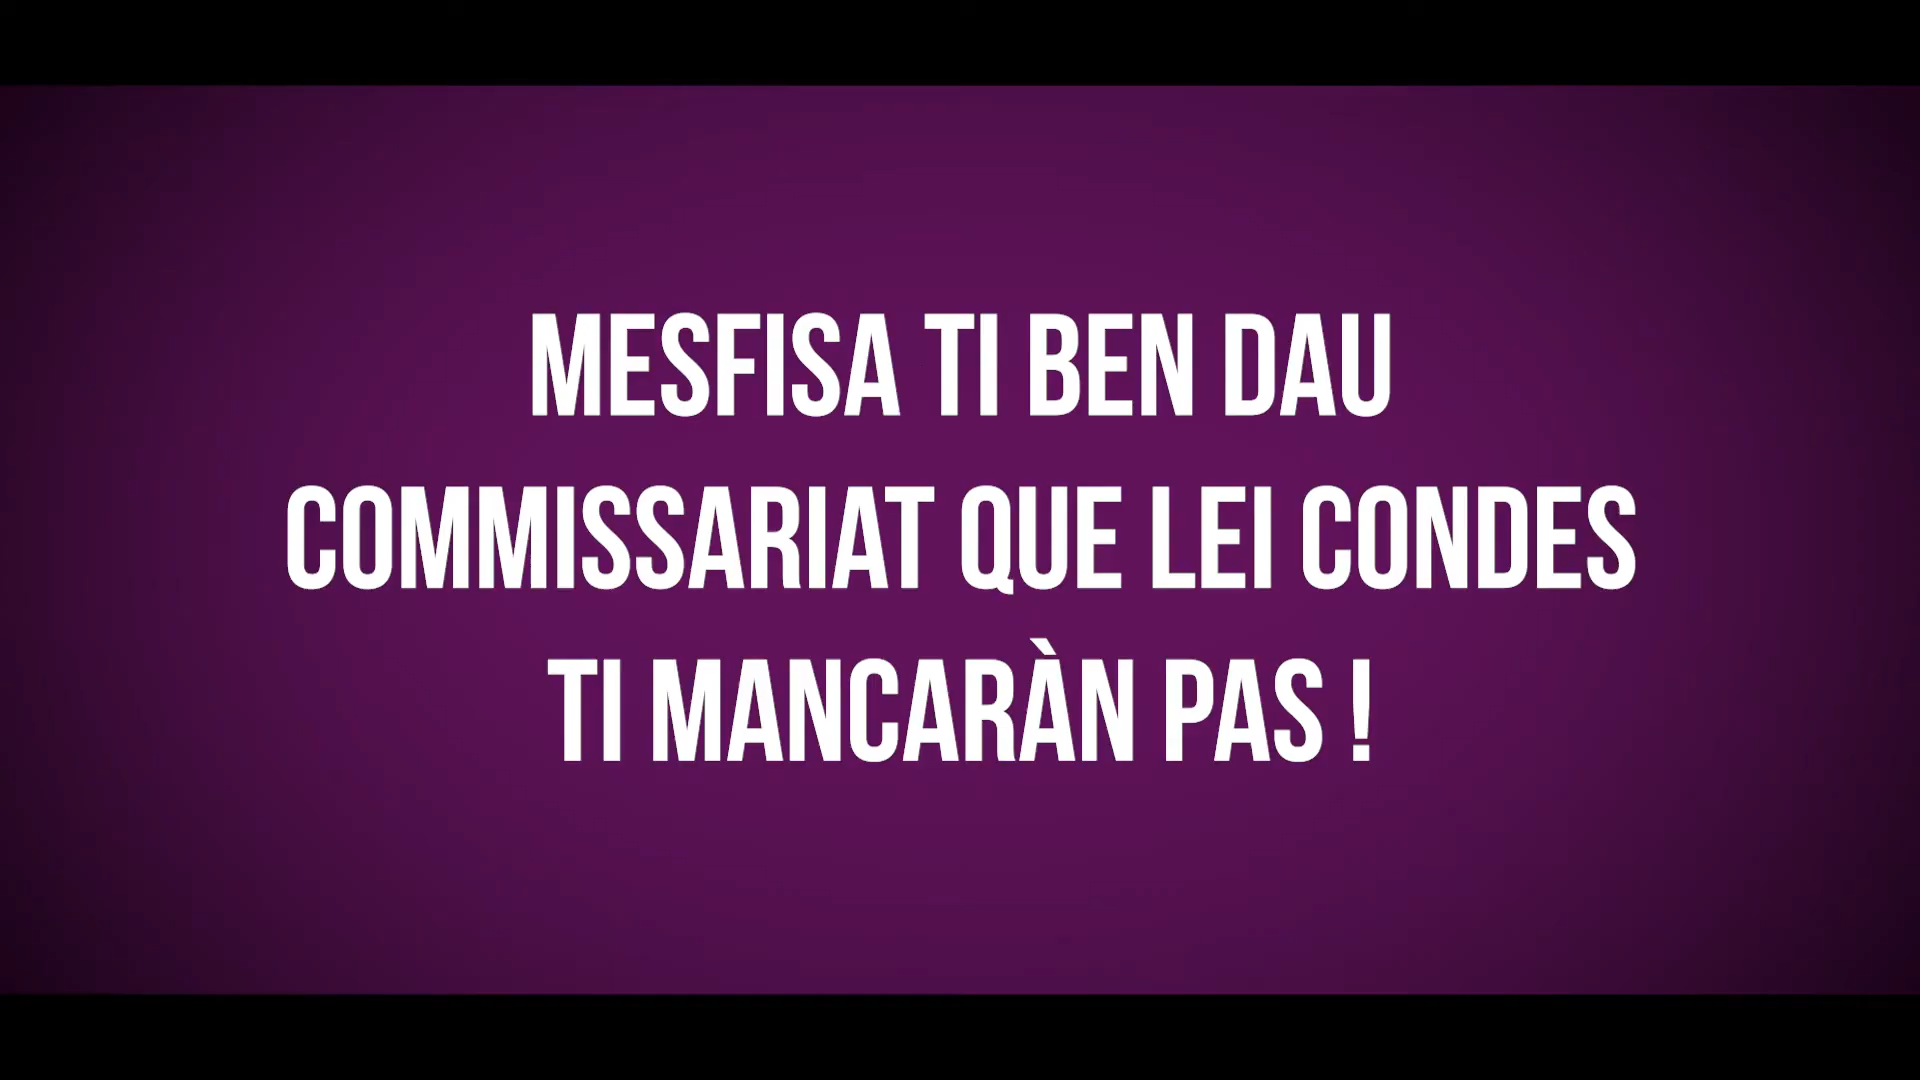 MESFISA TI BEN DAU
COMMISSARIAT QUE LEI CONDES
TI MANCARÀN PAS !